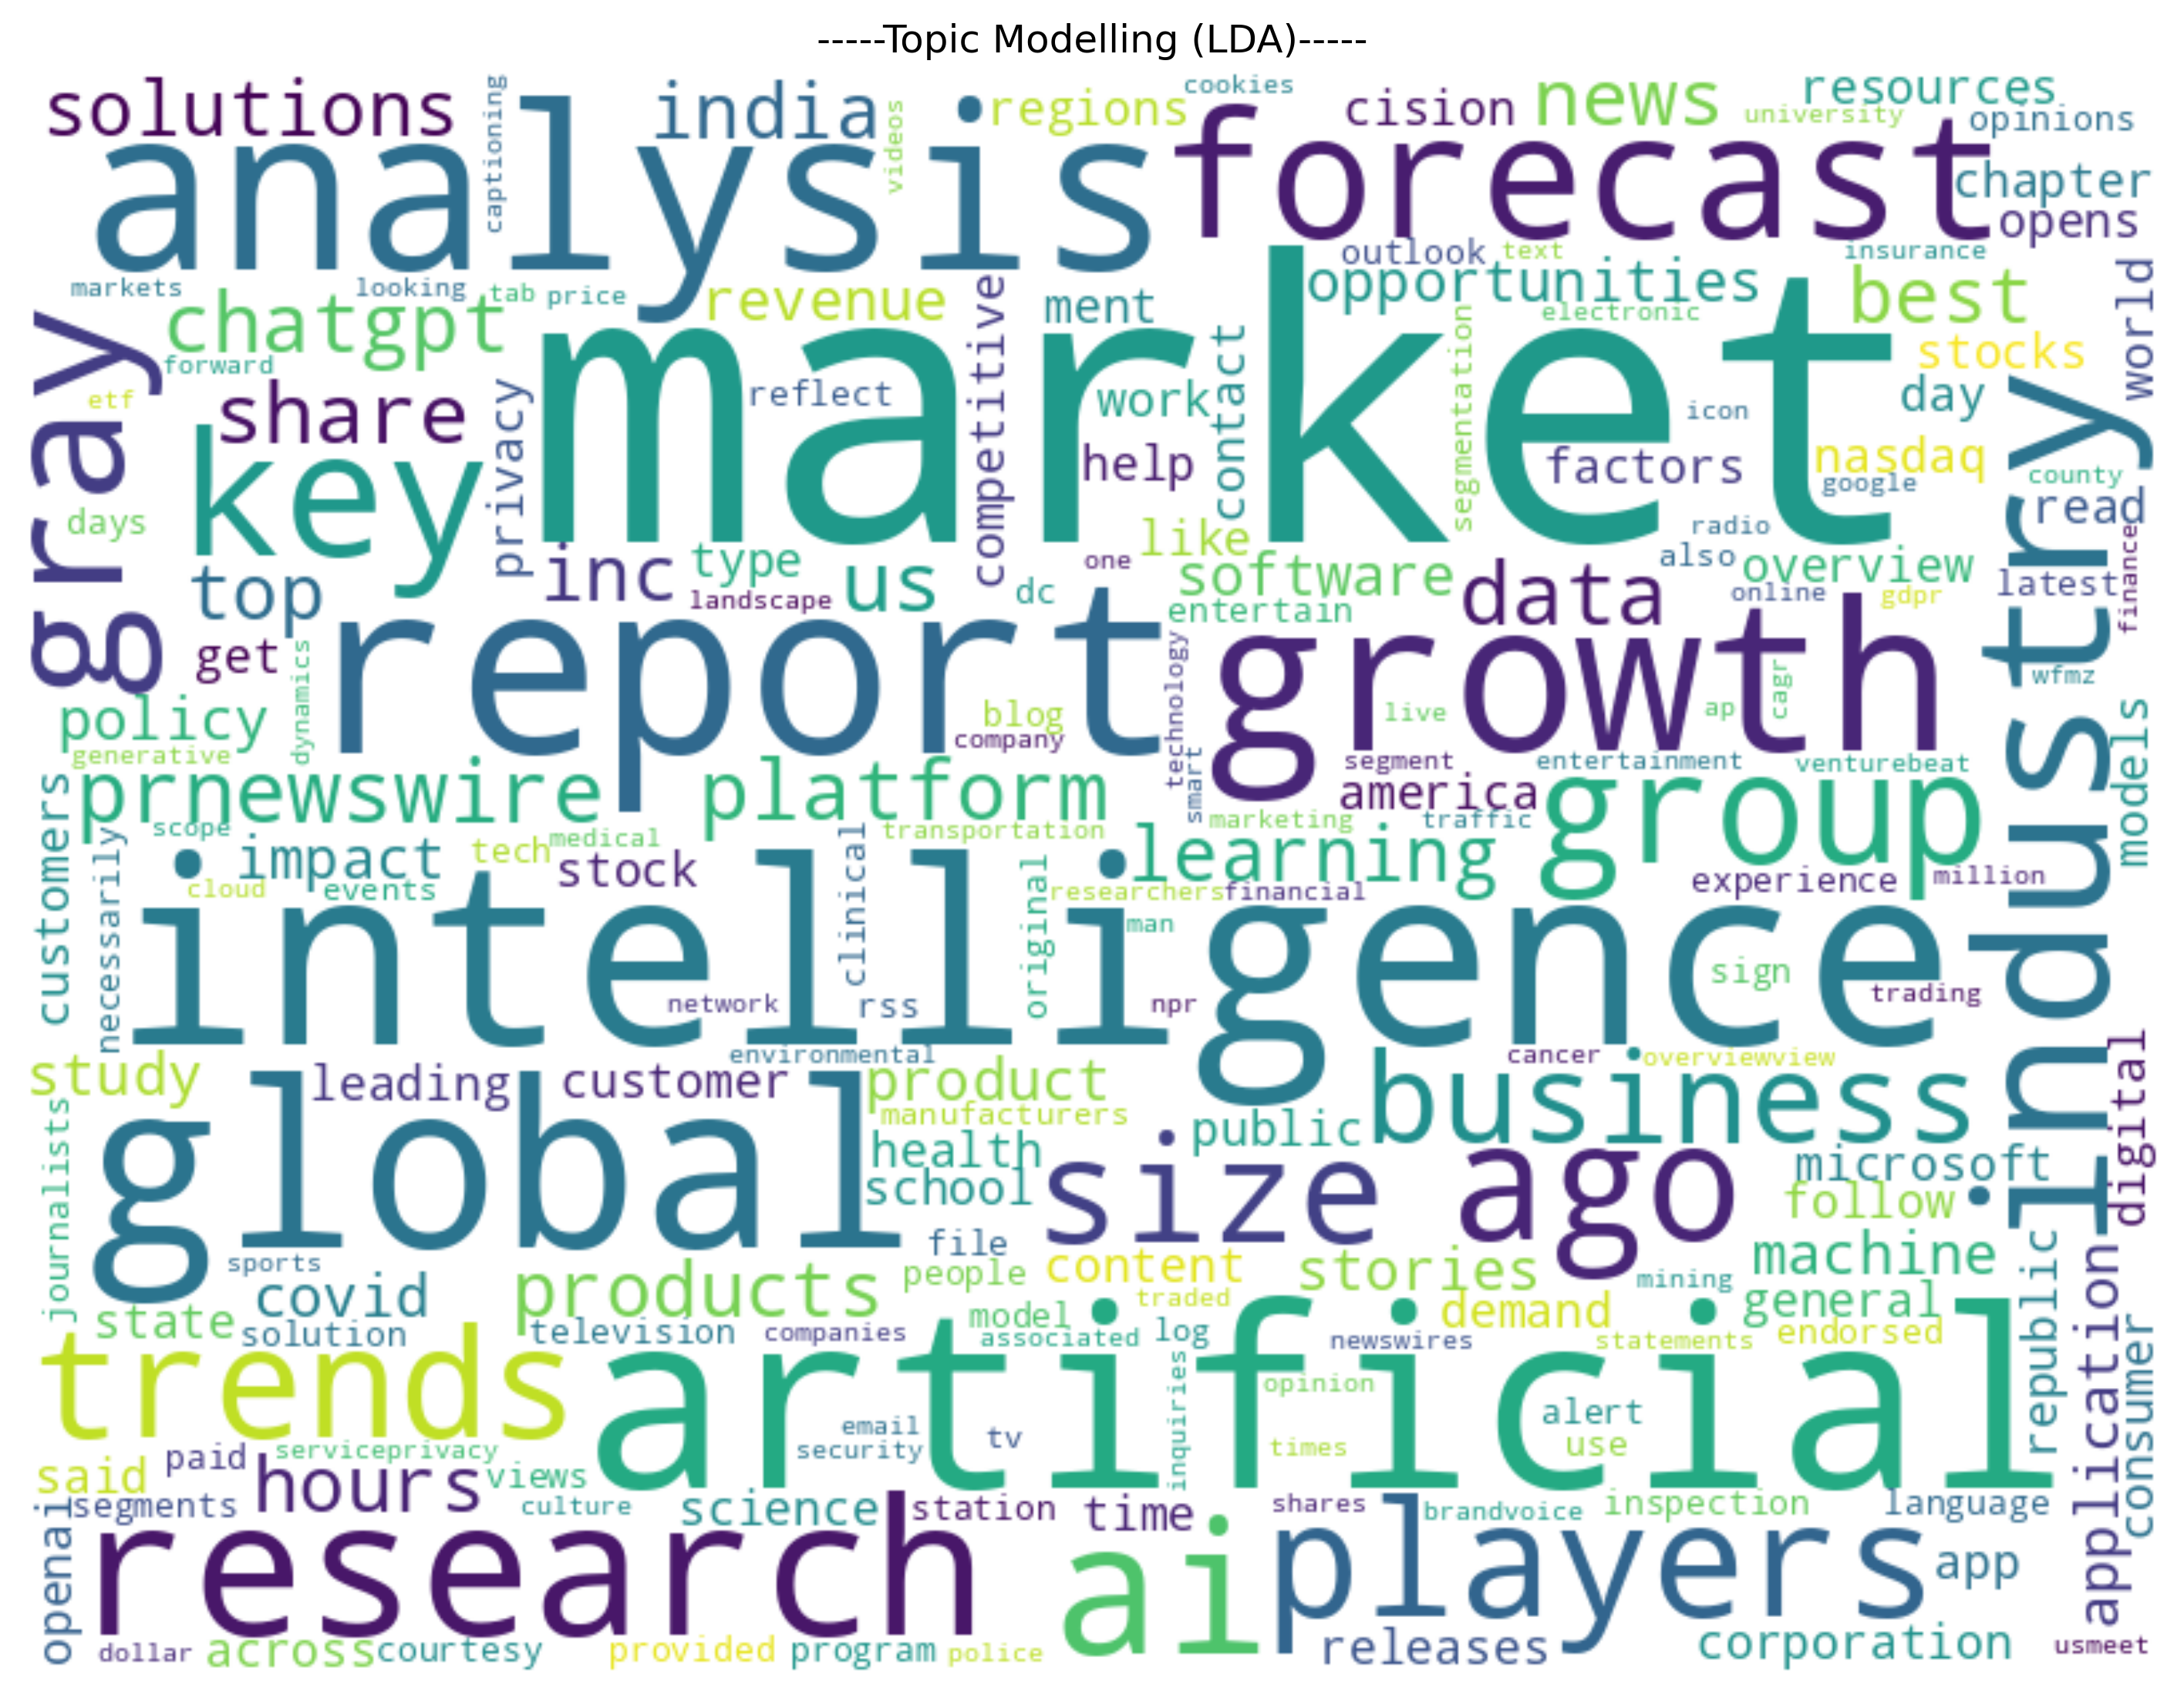 -----Topic Modelling (LDA)-----
solutions
captioning
india
videos
regions
cookies
cision
news
university
resources
opinions
analysis
forecast
chapter
opens
markets
looking
tab
price
chatgpt
forward
revenue
competitive
ment
outlook
text
opportunities
electronic
insurance
best
world
stocks
gray
etf
share
privacy
market
reflect
work
contact
segmentation
icon
day
help
factors
nasdaq
google
county
read
key
days
radio
also
overview
latest
finance
top
inc
type
landscape
us
dc
one
like
software
entertain
data
online
gdpr
industry
get
dynamics
report
technology
growth
cagr
wfmz
policy
generative
blog
company
live
ap
models
prnewswire
platform
smart
segment
entertainment
venturebeat
america
group
customers
scope
necessarily
impact
tech
medical
transportation
marketing
traffic
learning
cloud
events
stock
clinical
original
researchers
financial
experience
million
man
intelligence
sign
trading
network
rss
npr
environmental
cancer
overviewview
study
leading
customer
product
manufacturers
business
digital
journalists
global
health
public
school
size
ago
microsoft
follow
sports
file
covid
products
people
content
stories
mining
machine
state
solution
television
companies
model
associated
traded
log
demand
newswires
statements
general
endorsed
republic
application
consumer
trends
artificial
inquiries
opinion
email
security
tv
times
alert
use
said
paid
serviceprivacy
hours
views
segments
culture
science
station
time
shares
brandvoice
inspection
language
openai
research
ai
players
app
dollar
across
courtesy
provided
program
police
releases
corporation
usmeet